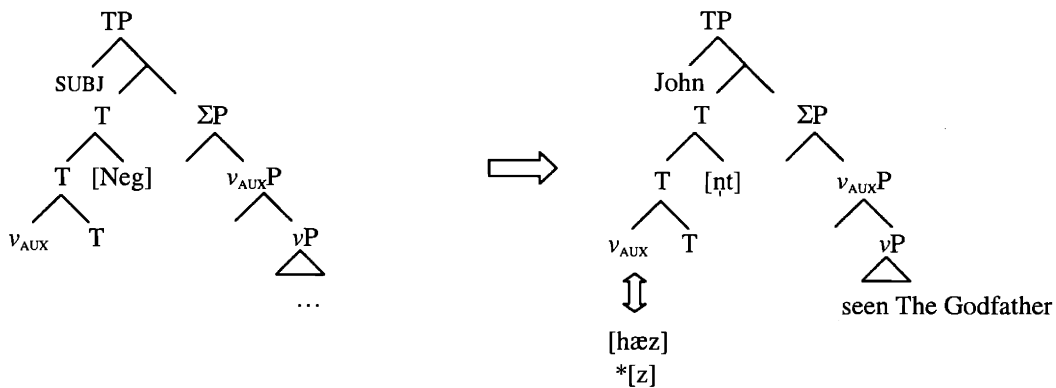 TP TP
SUBJ John
T ΣP T ΣP
T [Neg] v_AUX P T [n̩t] v_AUX P
v_AUX T vP v_AUX T vP
... seen The Godfather
[hæz]
*[z]